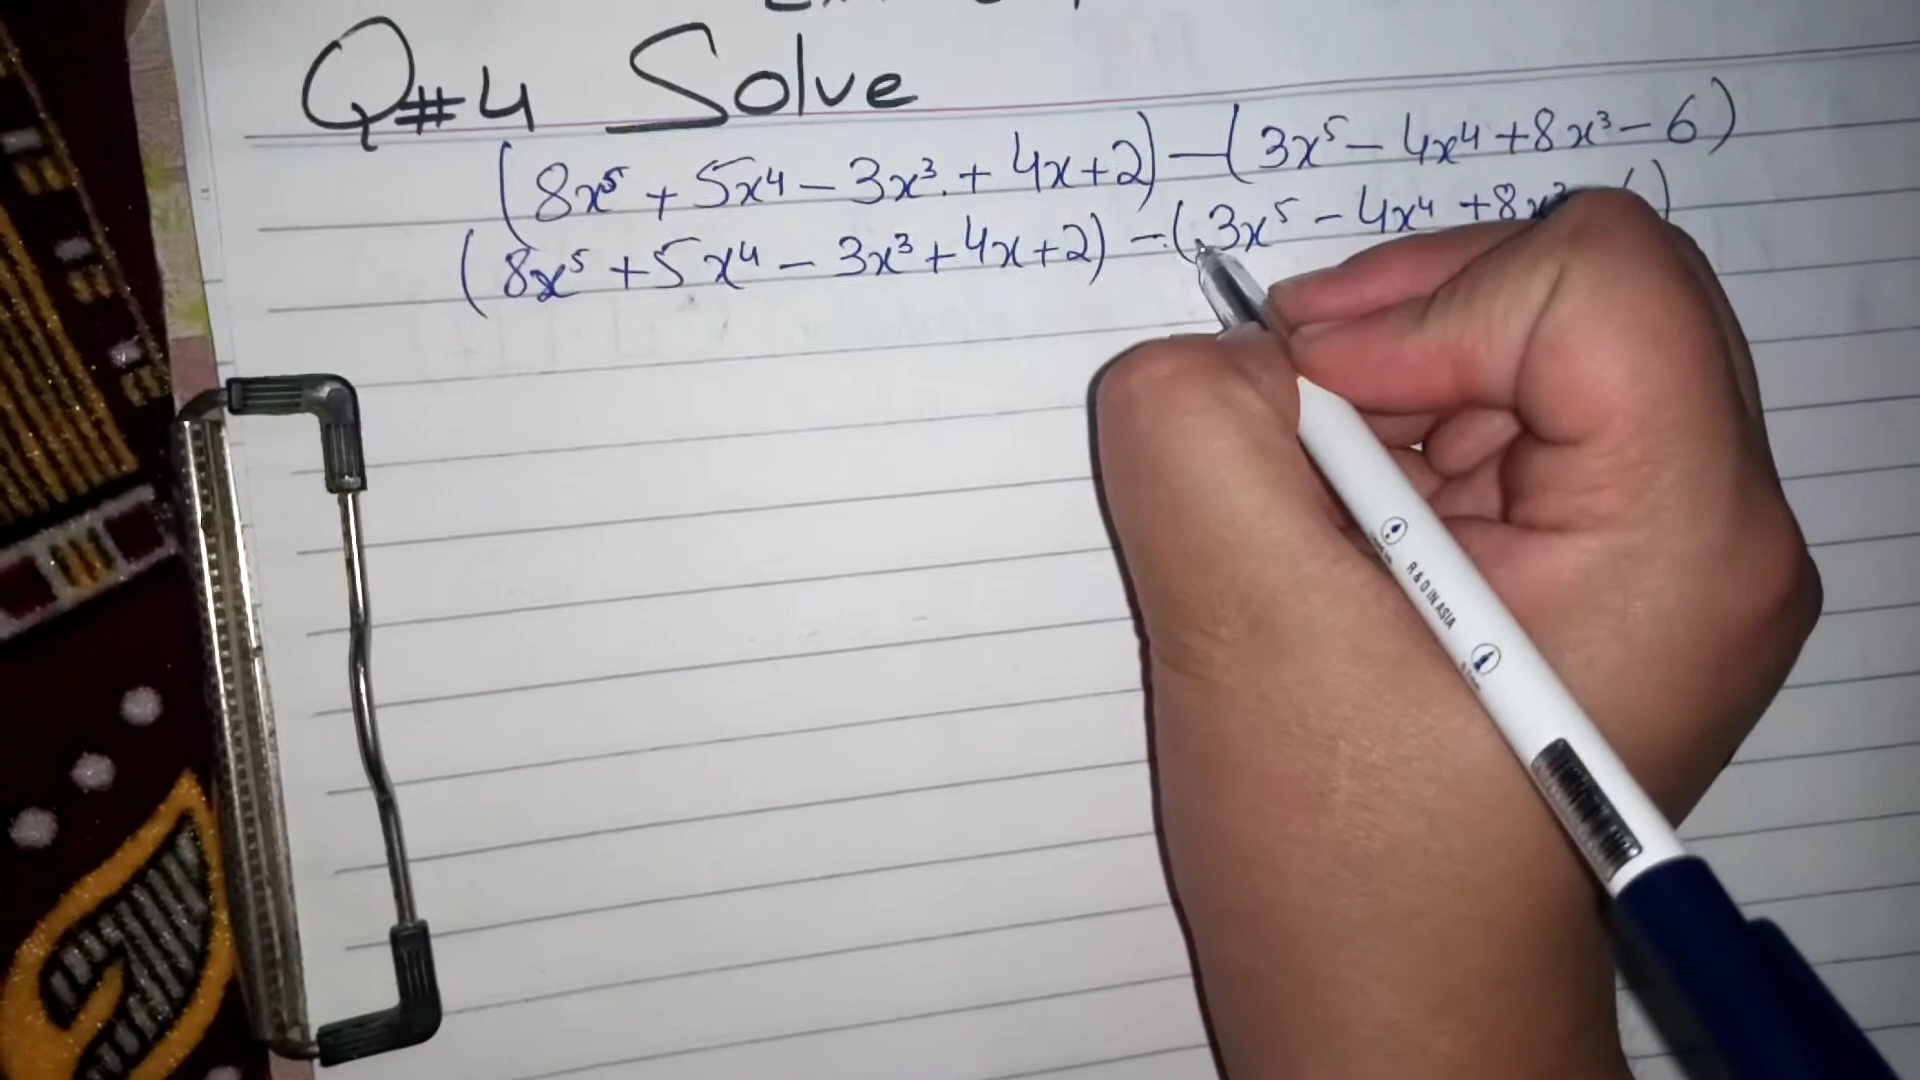 Q#4 Solve
(8x⁵ + 5x⁴ - 3x³ + 4x + 2) - (3x⁵ - 4x⁴ + 8x³ - 6)
(8x⁵ + 5x⁴ - 3x³ + 4x + 2) - (3x⁵ - 4x⁴ + 8x³
R & D IN ASIA